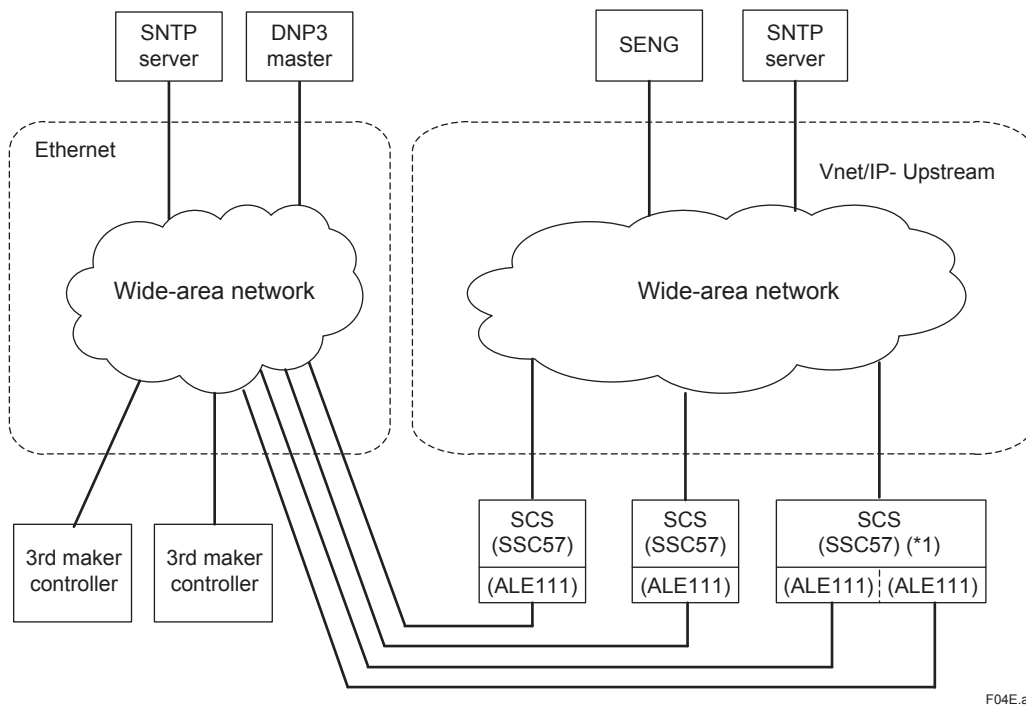 SNTP
server
DNP3
master
SENG
SNTP
server
Ethernet
Vnet/IP- Upstream
Wide-area network
Wide-area network
3rd maker
controller
3rd maker
controller
SCS
(SSC57)
(ALE111)
SCS
(SSC57)
(ALE111)
SCS
(SSC57) (*1)
(ALE111) (ALE111)
F04E.a